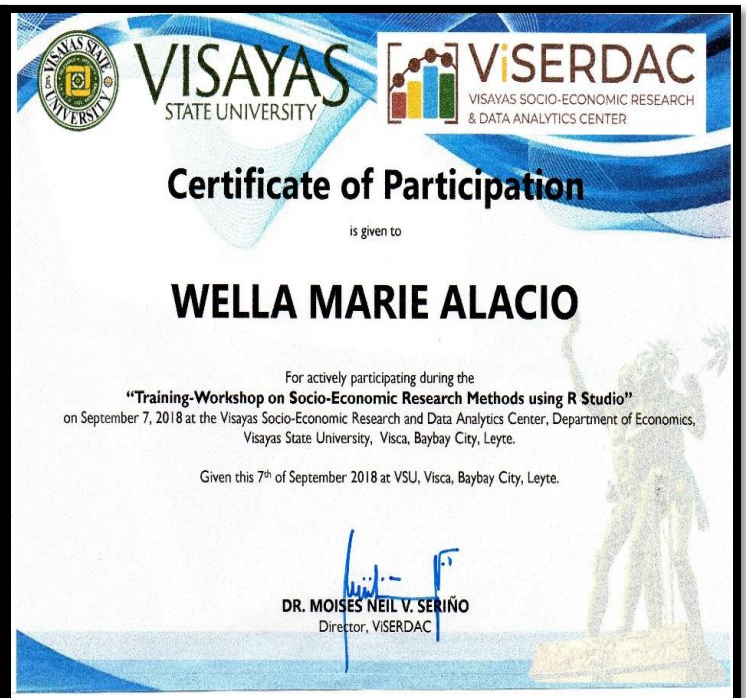 VISAYAS STATE UNIVERSITY
VISAYAS
STATE UNIVERSITY
ViSERDAC
VISAYAS SOCIO-ECONOMIC RESEARCH
& DATA ANALYTICS CENTER
Certificate of Participation
is given to
WELLA MARIE ALACIO
For actively participating during the
“Training-Workshop on Socio-Economic Research Methods using R Studio”
on September 7, 2018 at the Visayas Socio-Economic Research and Data Analytics Center, Department of Economics,
Visayas State University, Visca, Baybay City, Leyte.
Given this 7th of September 2018 at VSU, Visca, Baybay City, Leyte.
DR. MOISES NEIL V. SERIÑO
Director, ViSERDAC